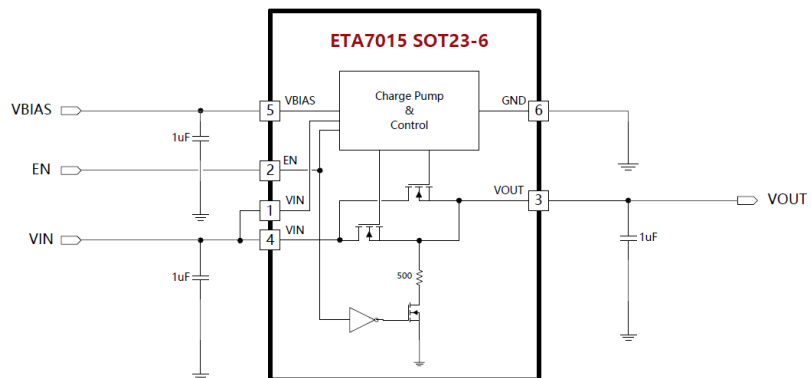 ETA7015 SOT23-6
VBIAS
5
VBIAS
Charge Pump
&
Control
GND
6
1uF
EN
2
EN
1
VIN
VOUT
3
VOUT
VIN
4
VIN
1uF
1uF
500